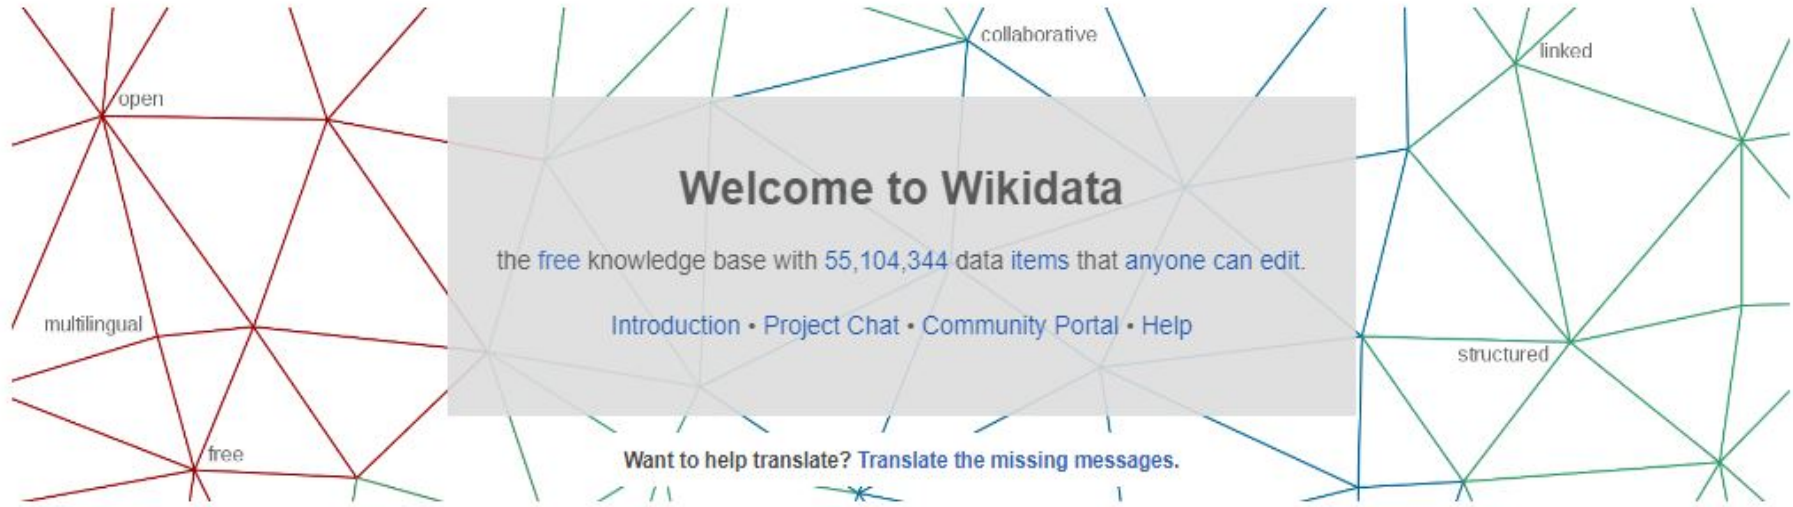 collaborative
linked
open
Welcome to Wikidata
the free knowledge base with 55,104,344 data items that anyone can edit.
multilingual
Introduction • Project Chat • Community Portal • Help
structured
free
Want to help translate? Translate the missing messages.